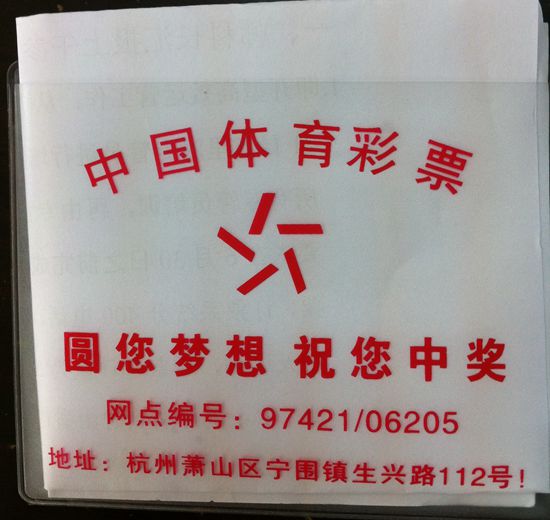 中国体育彩票
圆您梦想 祝您中奖
网点编号：97421/06205
地址：杭州萧山区宁围镇生兴路112号！